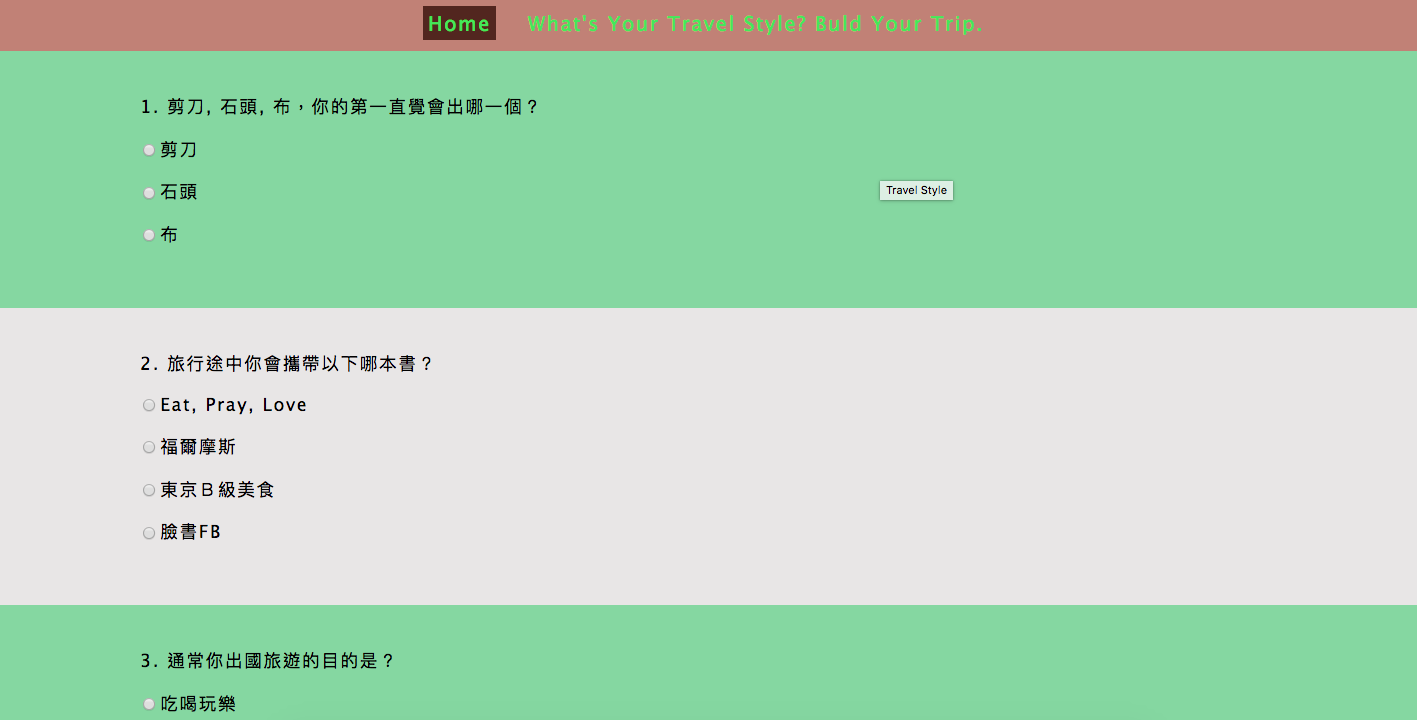 Home What's Your Travel Style? Buld Your Trip.
1. 剪刀, 石頭, 布，你的第一直覺會出哪一個？
剪刀
石頭
Travel Style
布
2. 旅行途中你會攜帶以下哪本書？
Eat, Pray, Love
福爾摩斯
東京Ｂ級美食
臉書FB
3. 通常你出國旅遊的目的是？
吃喝玩樂